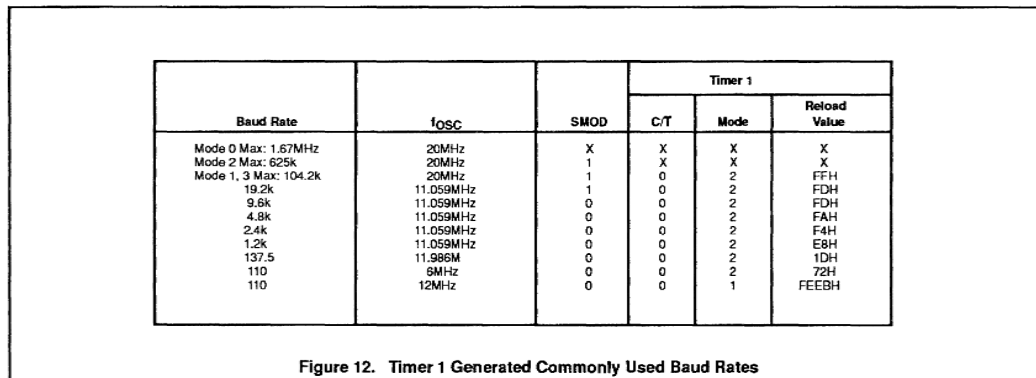 Timer 1
Baud Rate fOSC SMOD C/T Mode Reload Value
Mode 0 Max: 1.67MHz 20MHz X X X X
Mode 2 Max: 625k 20MHz 1 X X X
Mode 1, 3 Max: 104.2k 20MHz 1 0 2 FFH
19.2k 11.059MHz 1 0 2 FDH
9.6k 11.059MHz 0 0 2 FDH
4.8k 11.059MHz 0 0 2 FAH
2.4k 11.059MHz 0 0 2 F4H
1.2k 11.059MHz 0 0 2 E8H
137.5 11.986M 0 0 2 1DH
110 6MHz 0 0 2 72H
110 12MHz 0 0 1 FEEBH
Figure 12. Timer 1 Generated Commonly Used Baud Rates